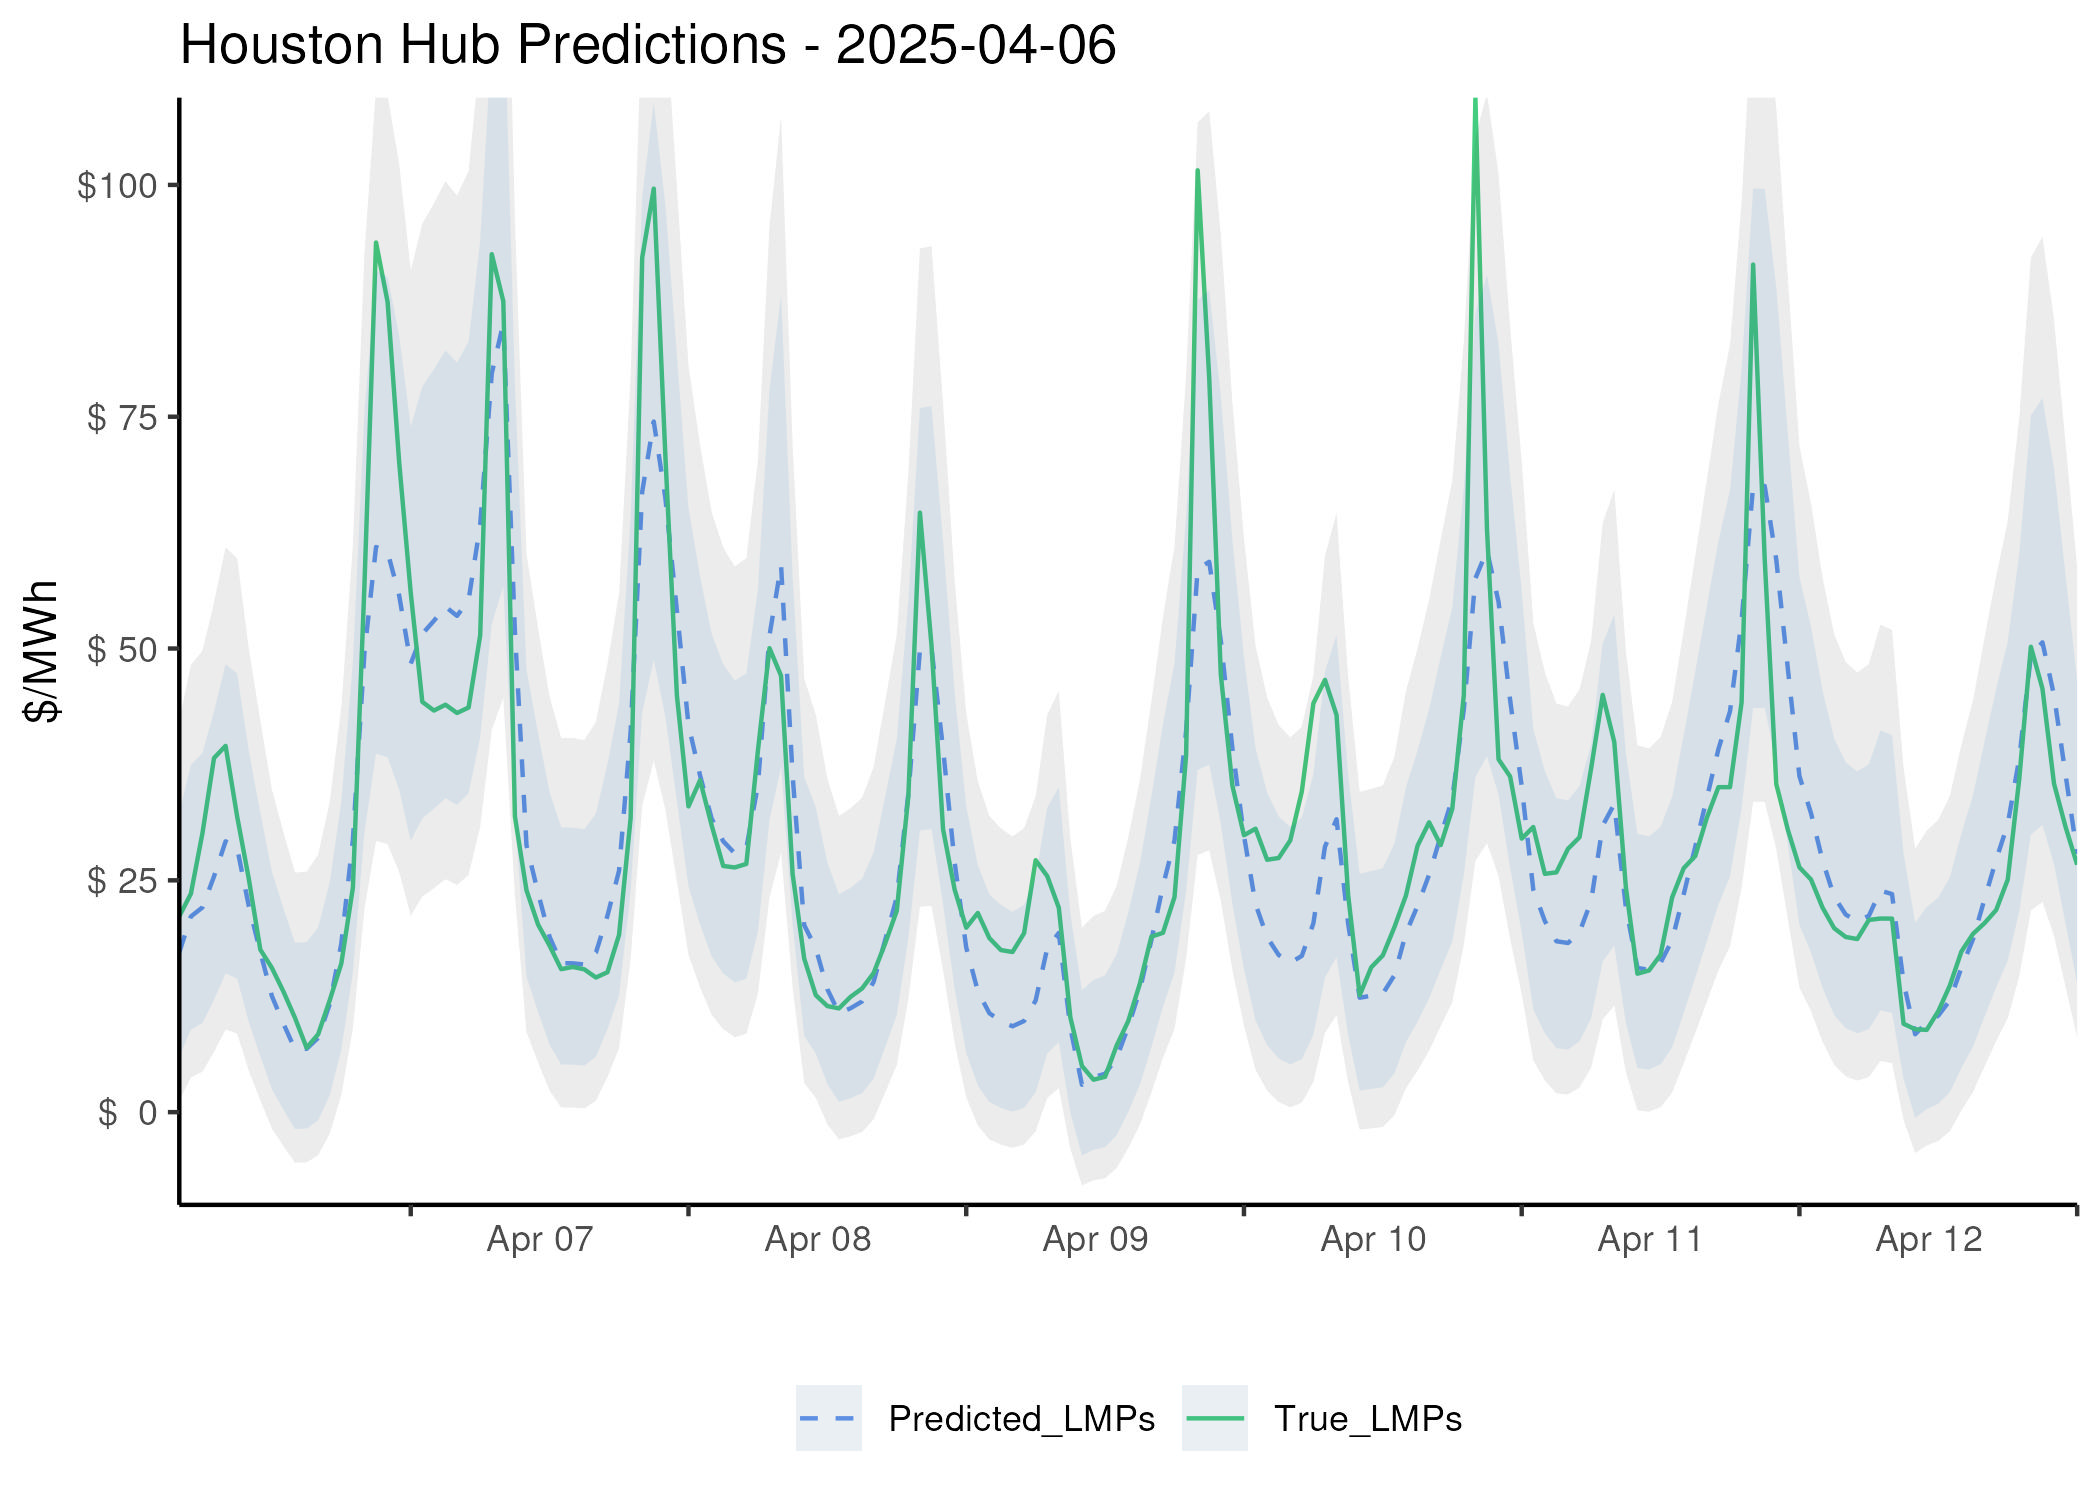 Houston Hub Predictions - 2025-04-06
$/MWh
$100
$ 75
$ 50
$ 25
$ 0
Apr 07 Apr 08 Apr 09 Apr 10 Apr 11 Apr 12
Predicted_LMPs True_LMPs